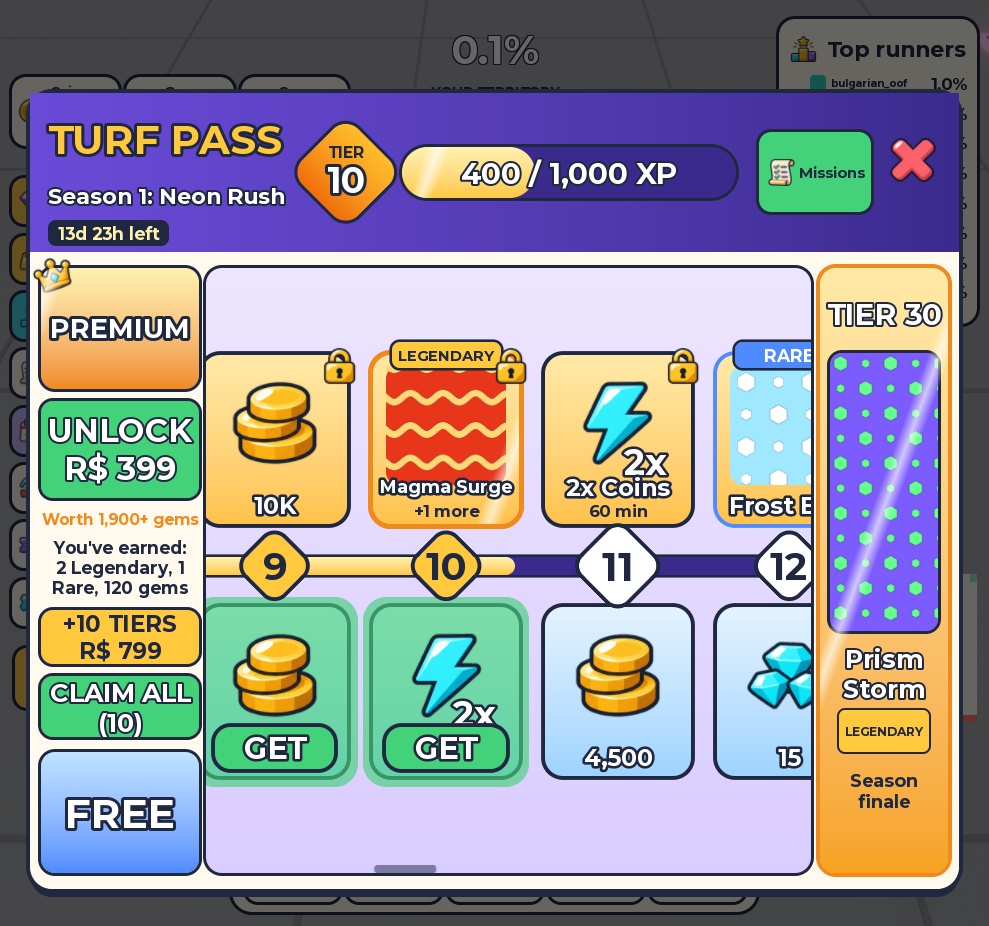 0.1%
Top runners
bulgarian_oof 1.0%
TURF PASS
TIER
10
400 / 1,000 XP
Missions
Season 1: Neon Rush
13d 23h left
PREMIUM
UNLOCK
R$ 399
Worth 1,900+ gems
You've earned:
2 Legendary, 1
Rare, 120 gems
+10 TIERS
R$ 799
CLAIM ALL
(10)
FREE
10K
LEGENDARY
Magma Surge
+1 more
2x
2x Coins
60 min
RARE
Frost B
9
10
11
12
GET
2x
GET
4,500
15
TIER 30
Prism
Storm
LEGENDARY
Season
finale